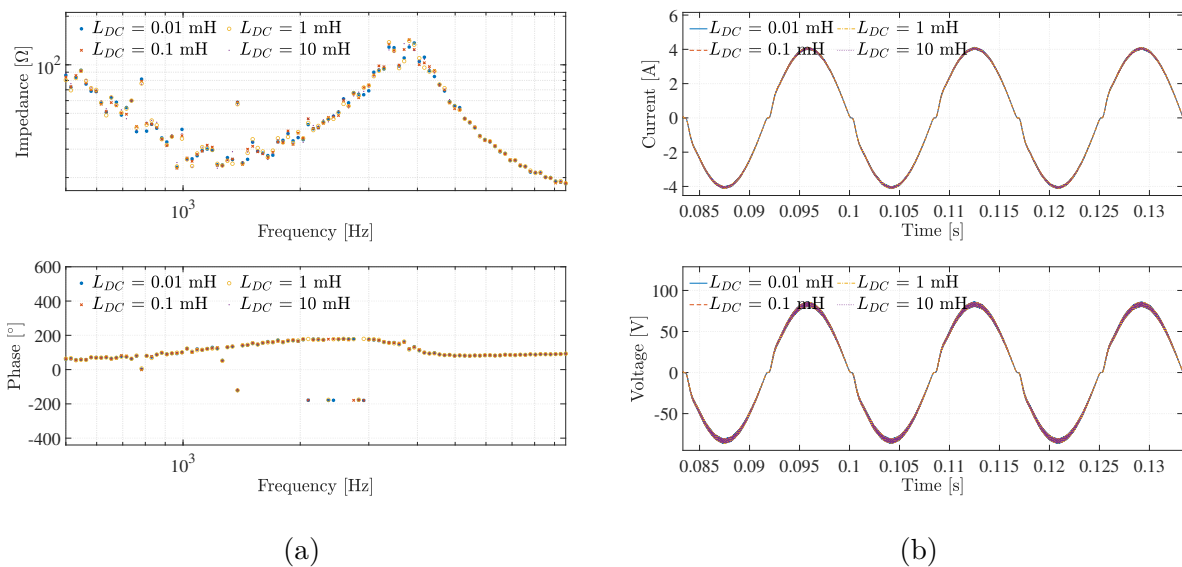 L_DC = 0.01 mH L_DC = 1 mH
L_DC = 0.1 mH L_DC = 10 mH
10^2
Impedance [Ω]
10^3
Frequency [Hz]
L_DC = 0.01 mH L_DC = 1 mH
L_DC = 0.1 mH L_DC = 10 mH
600
400
200
0
-200
-400
Phase [°]
10^3
Frequency [Hz]
(a)
L_DC = 0.01 mH L_DC = 1 mH
L_DC = 0.1 mH L_DC = 10 mH
6
4
2
0
-2
-4
Current [A]
0.085 0.09 0.095 0.1 0.105 0.11 0.115 0.12 0.125 0.13
Time [s]
L_DC = 0.01 mH L_DC = 1 mH
L_DC = 0.1 mH L_DC = 10 mH
100
50
0
-50
Voltage [V]
0.085 0.09 0.095 0.1 0.105 0.11 0.115 0.12 0.125 0.13
Time [s]
(b)